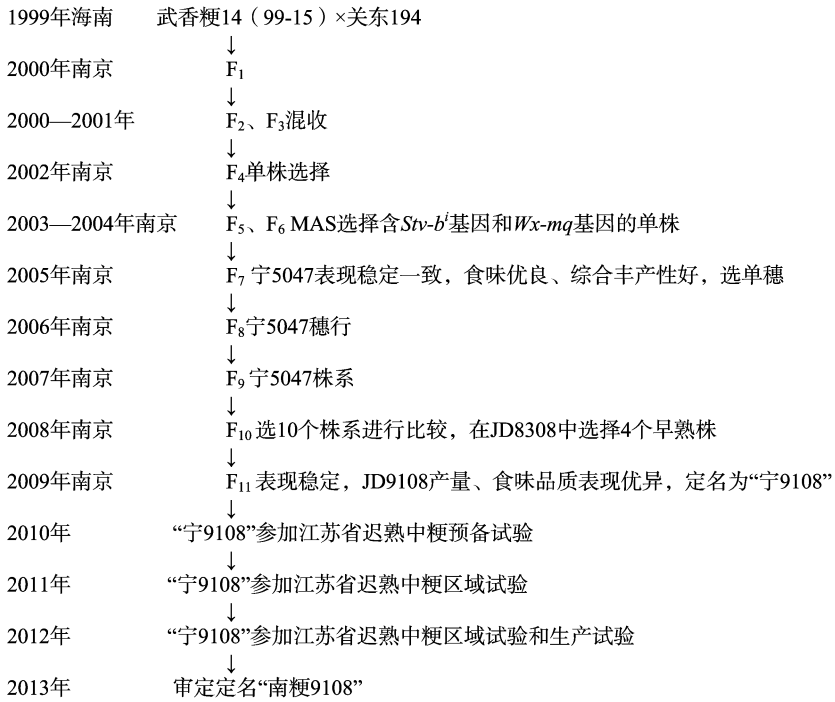 1999年海南 武香粳14（99-15）×关东194
↓
2000年南京 F1
↓
2000—2001年 F2、F3混收
↓
2002年南京 F4单株选择
↓
2003—2004年南京 F5、F6 MAS选择含Stv-bi基因和Wx-mq基因的单株
↓
2005年南京 F7 宁5047表现稳定一致，食味优良、综合丰产性好，选单穗
↓
2006年南京 F8宁5047穗行
↓
2007年南京 F9 宁5047株系
↓
2008年南京 F10 选10个株系进行比较，在JD8308中选择4个早熟株
↓
2009年南京 F11 表现稳定，JD9108产量、食味品质表现优异，定名为“宁9108”
↓
2010年 “宁9108”参加江苏省迟熟中粳预备试验
↓
2011年 “宁9108”参加江苏省迟熟中粳区域试验
↓
2012年 “宁9108”参加江苏省迟熟中粳区域试验和生产试验
↓
2013年 审定定名“南粳9108”